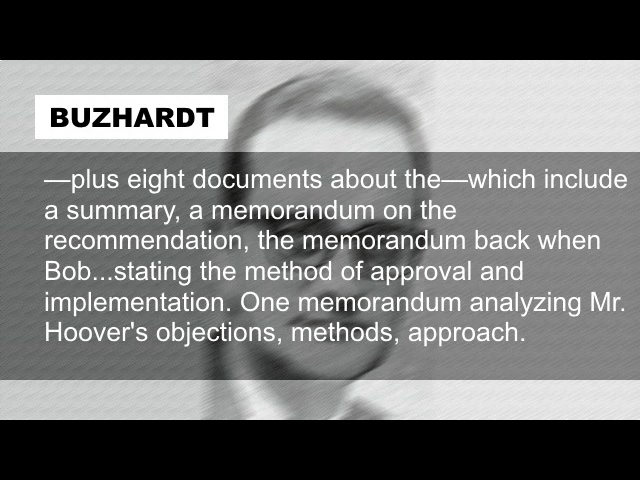 BUZHARDT
—plus eight documents about the—which include
a summary, a memorandum on the
recommendation, the memorandum back when
Bob...stating the method of approval and
implementation. One memorandum analyzing Mr.
Hoover's objections, methods, approach.